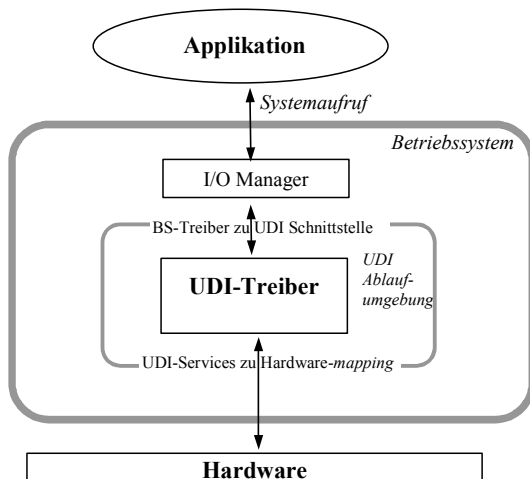 Applikation
Systemaufruf
Betriebssystem
I/O Manager
BS-Treiber zu UDI Schnittstelle
UDI
Ablauf-
umgebung
UDI-Treiber
UDI-Services zu Hardware-mapping
Hardware